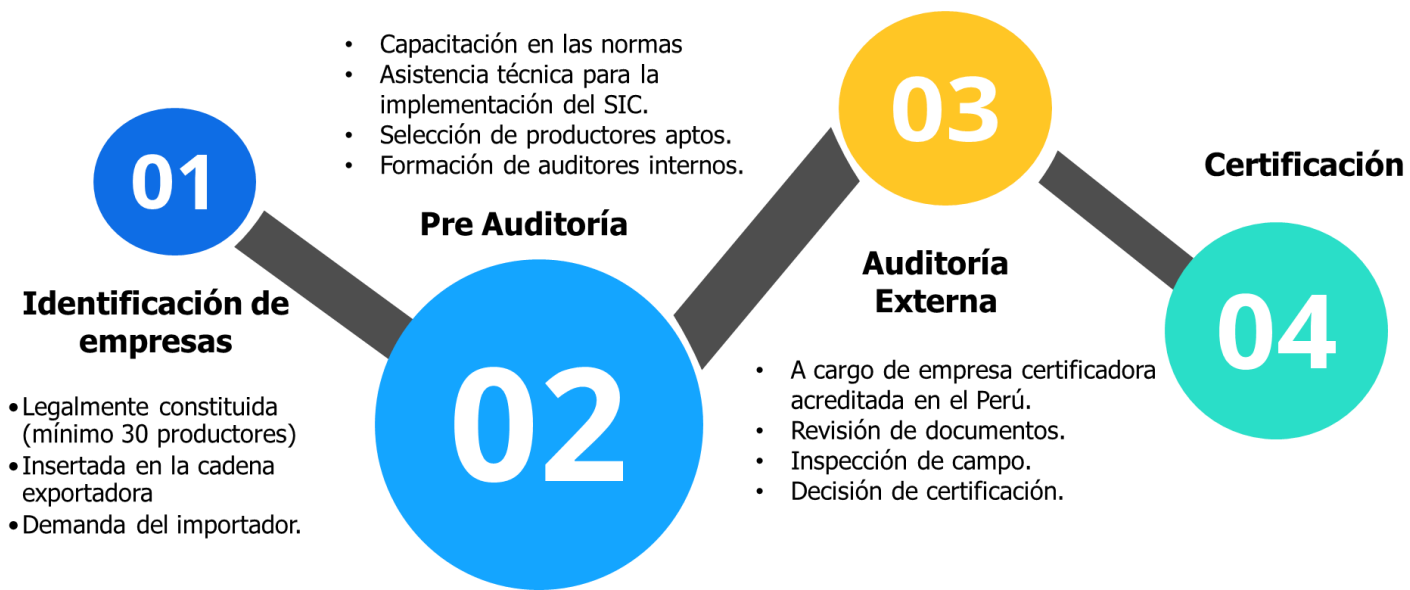 01
Identificación de
empresas
•Legalmente constituida
(mínimo 30 productores)
•Insertada en la cadena
exportadora
•Demanda del importador.
• Capacitación en las normas
• Asistencia técnica para la
implementación del SIC.
• Selección de productores aptos.
• Formación de auditores internos.
Pre Auditoría
02
03
Auditoría
Externa
• A cargo de empresa certificadora
acreditada en el Perú.
• Revisión de documentos.
• Inspección de campo.
• Decisión de certificación.
Certificación
04